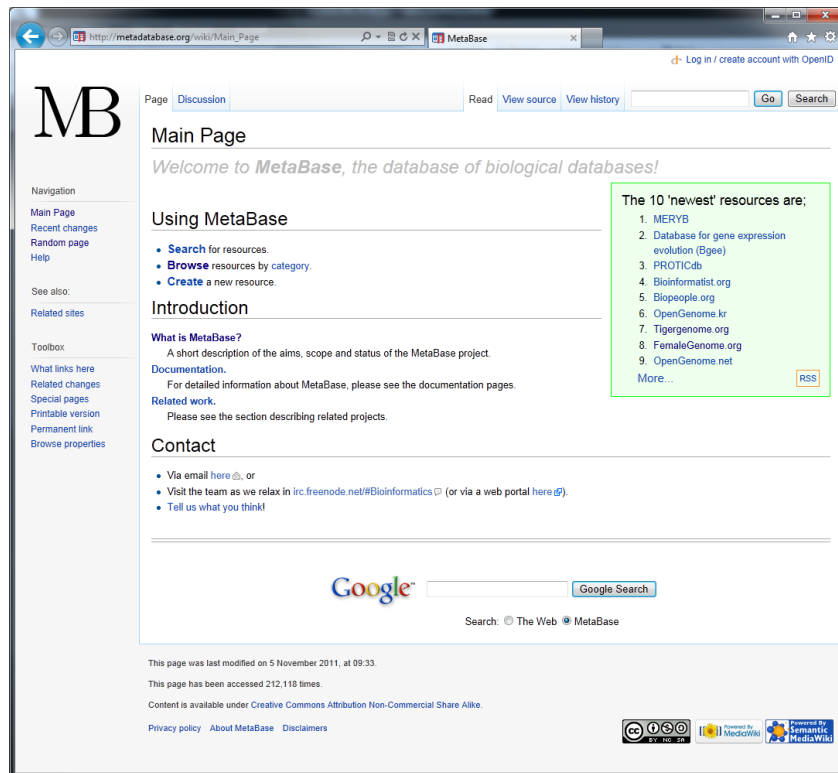 http://metadatabase.org/wiki/Main_Page
MetaBase
Log in / create account with OpenID
MB
Page Discussion Read View source View history Go Search
Main Page
Welcome to MetaBase, the database of biological databases!
Navigation
Main Page
Recent changes
Random page
Help
See also:
Related sites
Toolbox
What links here
Related changes
Special pages
Printable version
Permanent link
Browse properties
Using MetaBase
Search for resources.
Browse resources by category.
Create a new resource.
Introduction
What is MetaBase?
A short description of the aims, scope and status of the MetaBase project.
Documentation.
For detailed information about MetaBase, please see the documentation pages.
Related work.
Please see the section describing related projects.
The 10 'newest' resources are;
1. MERYB
2. Database for gene expression
evolution (Bgee)
3. PROTICdb
4. Bioinformatist.org
5. Biopeople.org
6. OpenGenome.kr
7. Tigergenome.org
8. FemaleGenome.org
9. OpenGenome.net
More... RSS
Contact
Via email here, or
Visit the team as we relax in irc.freenode.net/#Bioinformatics (or via a web portal here).
Tell us what you think!
Google™ Google Search
Search: The Web MetaBase
This page was last modified on 5 November 2011, at 09:33.
This page has been accessed 212,118 times.
Content is available under Creative Commons Attribution Non-Commercial Share Alike.
Privacy policy About MetaBase Disclaimers
cc BY NC SA
Powered By MediaWiki
Powered By Semantic MediaWiki